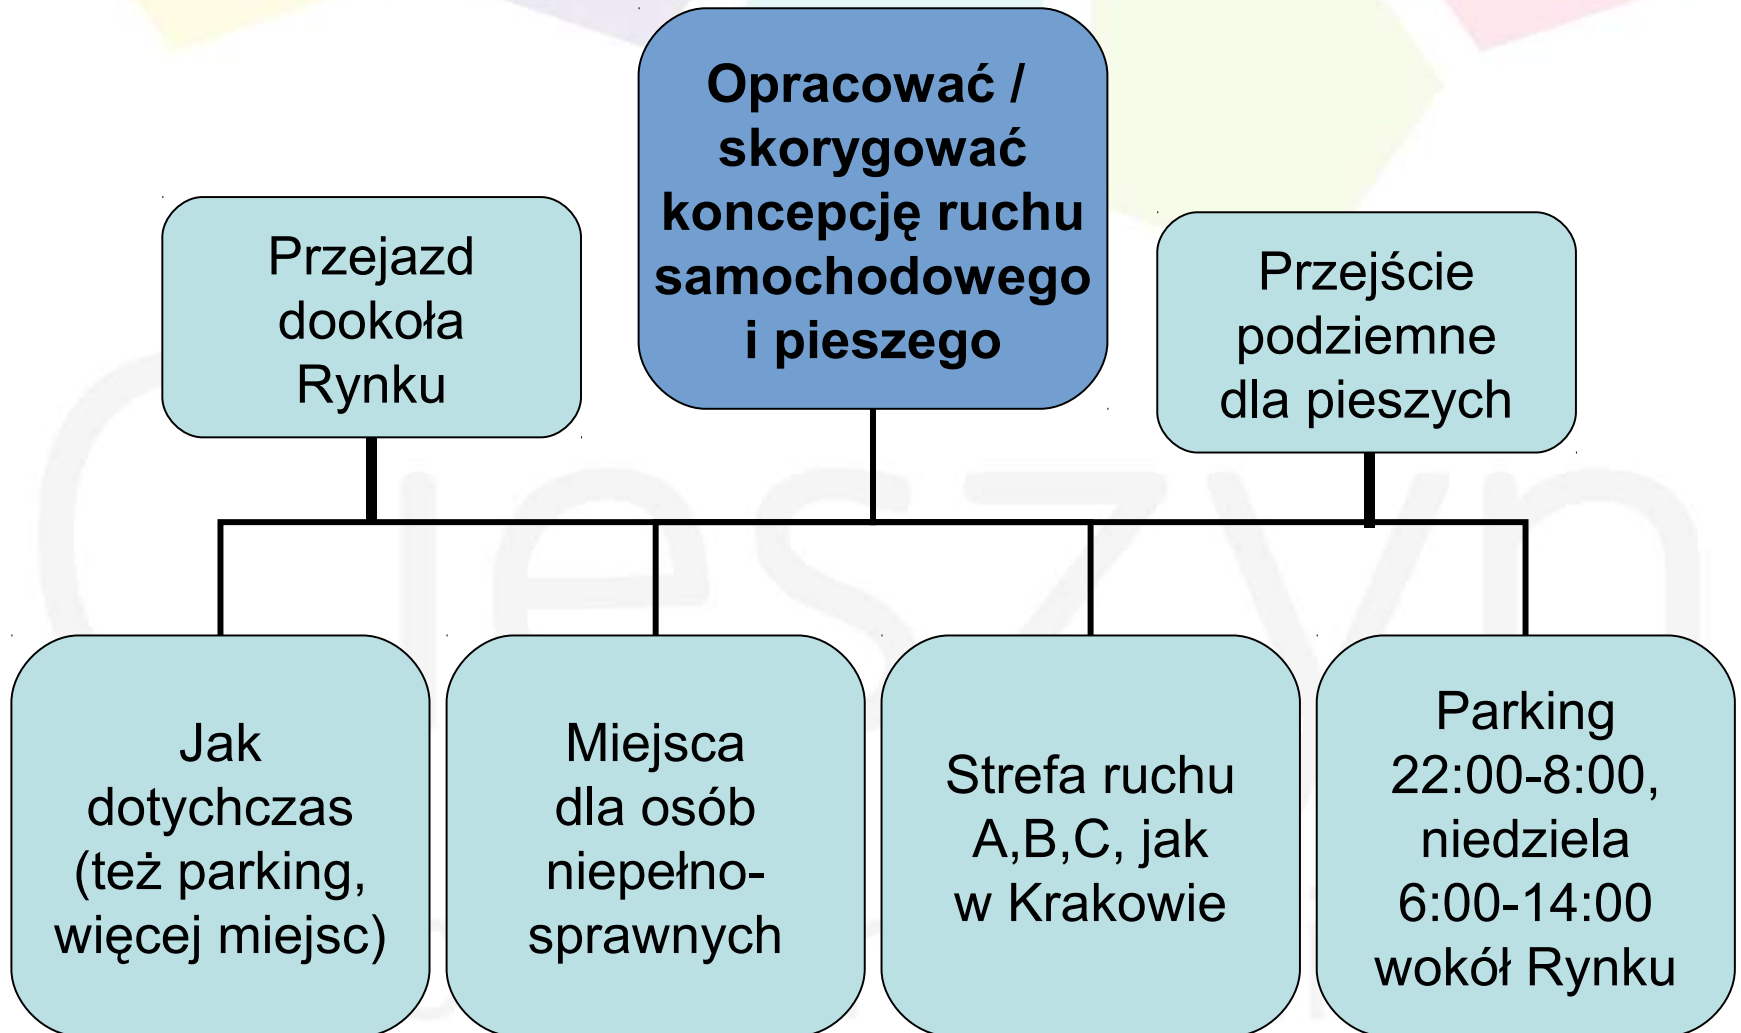 Opracować /
skorygować
koncepcję ruchu
samochodowego
i pieszego
Przejazd
dookoła
Rynku
Przejście
podziemne
dla pieszych
Jak
dotychczas
(też parking,
więcej miejsc)
Miejsca
dla osób
niepełno-
sprawnych
Strefa ruchu
A,B,C, jak
w Krakowie
Parking
22:00-8:00,
niedziela
6:00-14:00
wokół Rynku
Cieszyn